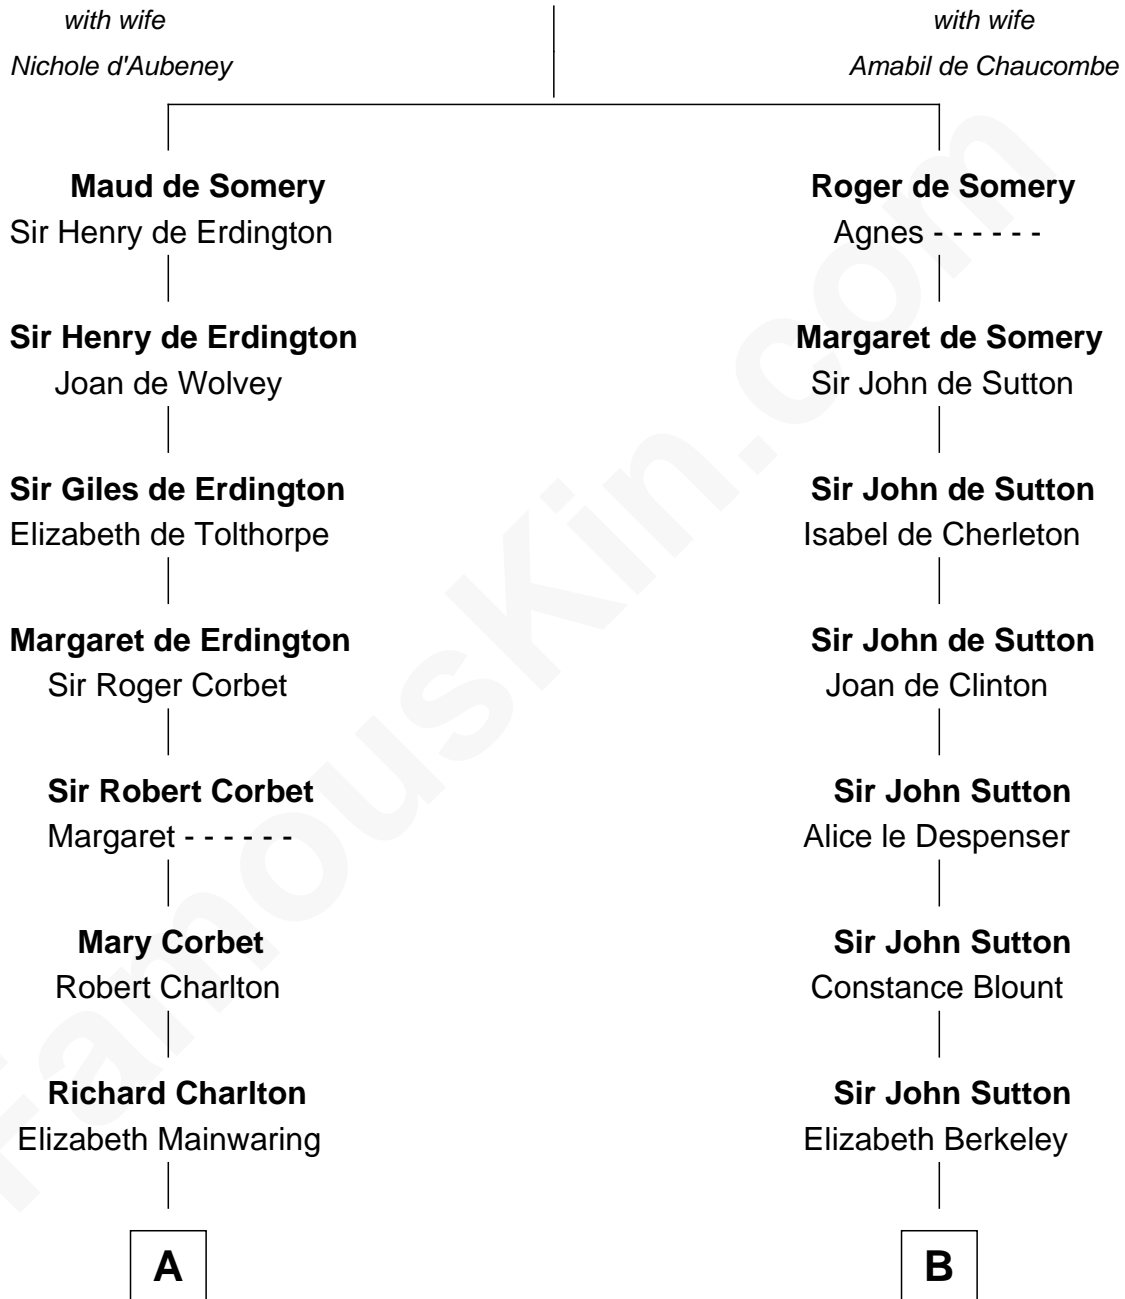 with wife
Nichole d'Aubeney
with wife
Amabil de Chaucombe
Maud de Somery
Sir Henry de Erdington
Roger de Somery
Agnes - - - - - -
Sir Henry de Erdington
Joan de Wolvey
Margaret de Somery
Sir John de Sutton
Sir Giles de Erdington
Elizabeth de Tolthorpe
Sir John de Sutton
Isabel de Cherleton
Margaret de Erdington
Sir Roger Corbet
Sir John de Sutton
Joan de Clinton
Sir Robert Corbet
Margaret - - - - - -
Sir John Sutton
Alice le Despenser
Mary Corbet
Robert Charlton
Sir John Sutton
Constance Blount
Richard Charlton
Elizabeth Mainwaring
Sir John Sutton
Elizabeth Berkeley
A
B
FamousKin.com